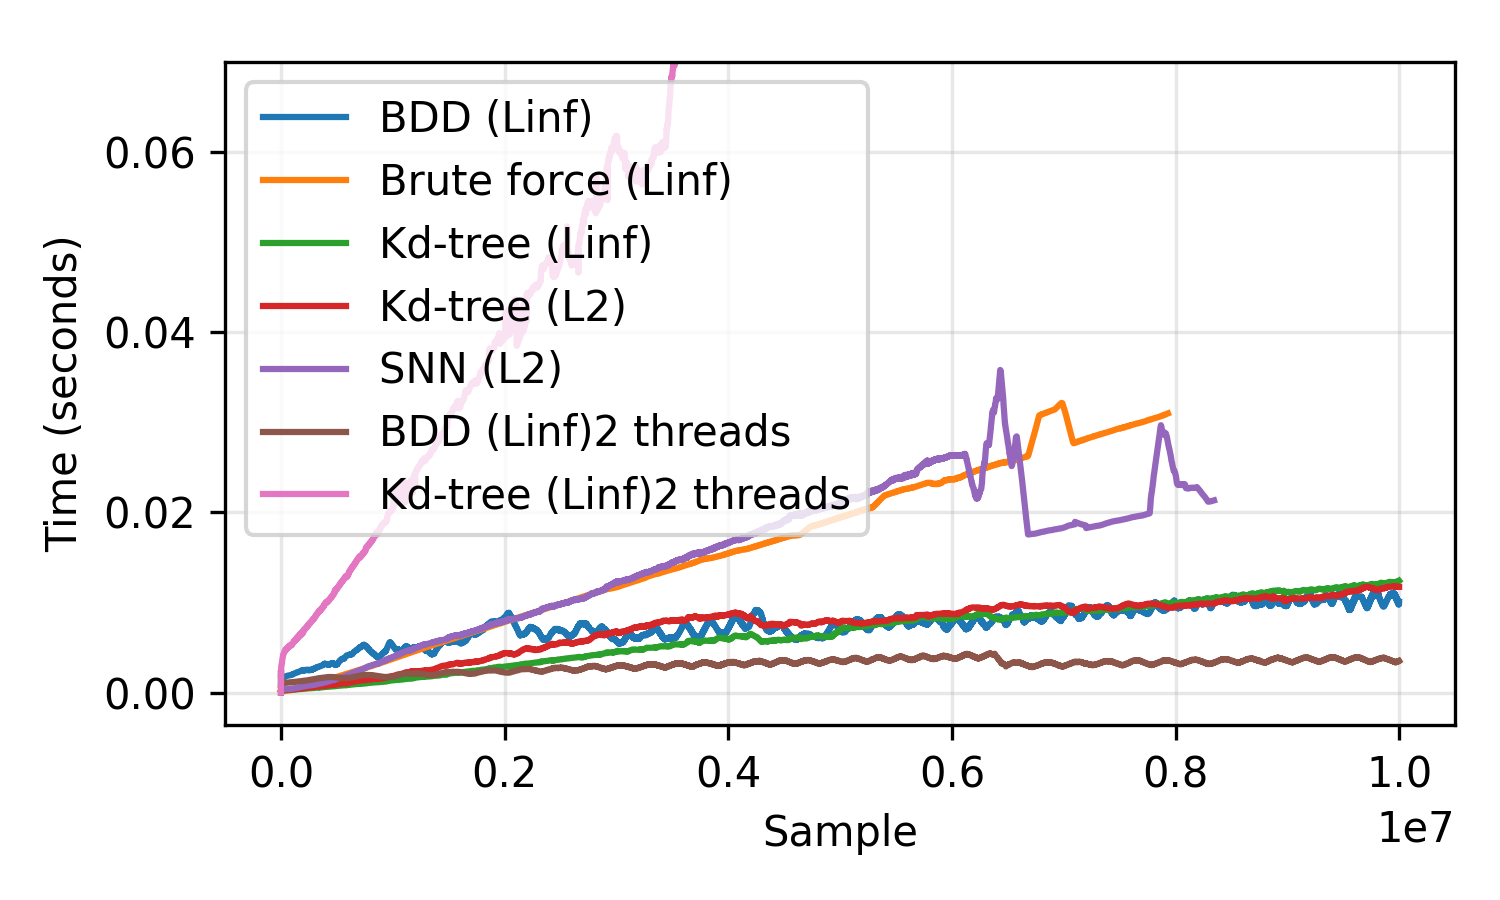 BDD (Linf)
Brute force (Linf)
Kd-tree (Linf)
Kd-tree (L2)
SNN (L2)
BDD (Linf)2 threads
Kd-tree (Linf)2 threads
Time (seconds)
0.06
0.04
0.02
0.00
0.0 0.2 0.4 0.6 0.8 1.0
1e7
Sample